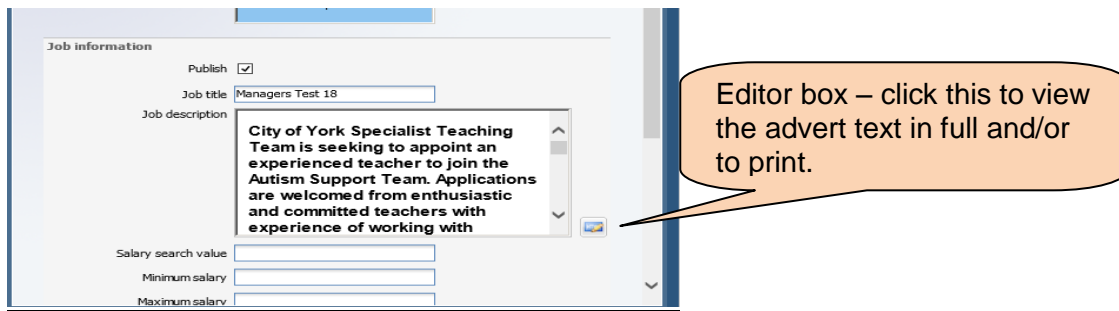 Job information
Publish
Job title Managers Test 18
Job description
City of York Specialist Teaching
Team is seeking to appoint an
experienced teacher to join the
Autism Support Team. Applications
are welcomed from enthusiastic
and committed teachers with
experience of working with
Salary search value
Minimum salary
Maximum salary
Editor box – click this to view
the advert text in full and/or
to print.